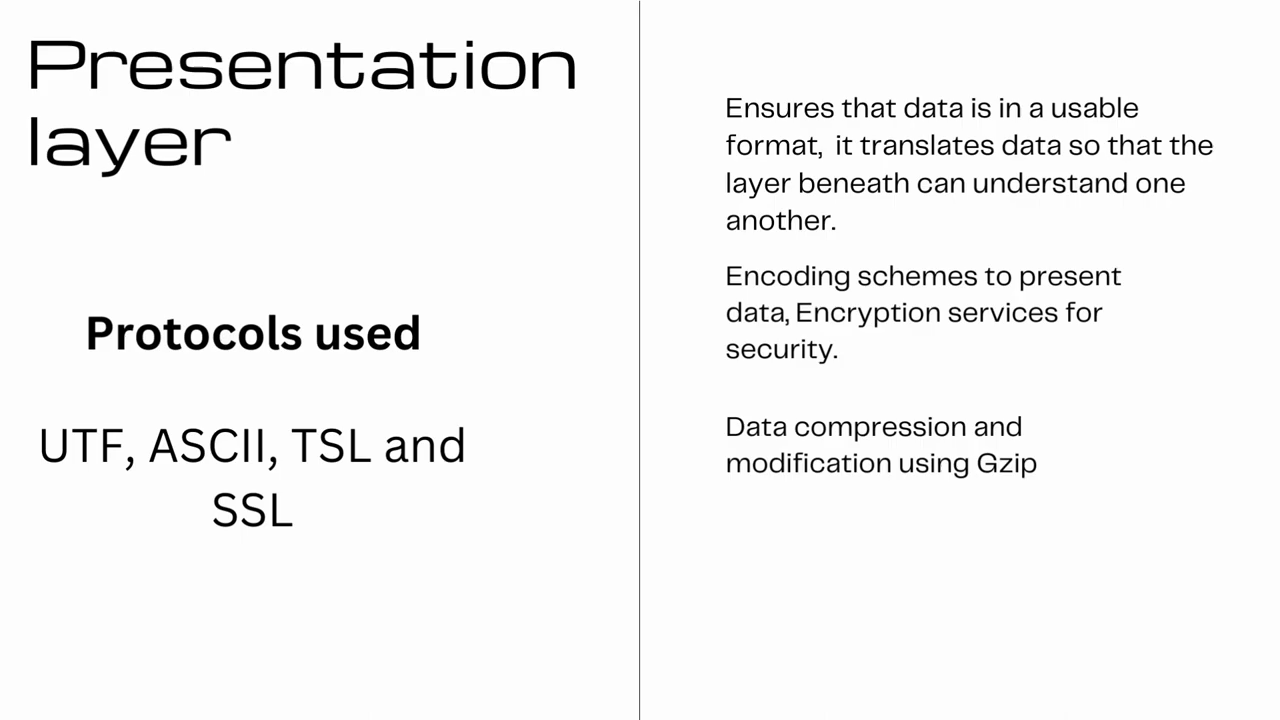 Presentation
layer
Protocols used
UTF, ASCII, TSL and
SSL
Ensures that data is in a usable
format,  it translates data so that the
layer beneath can understand one
another.
Encoding schemes to present
data, Encryption services for
security.
Data compression and
modification using Gzip